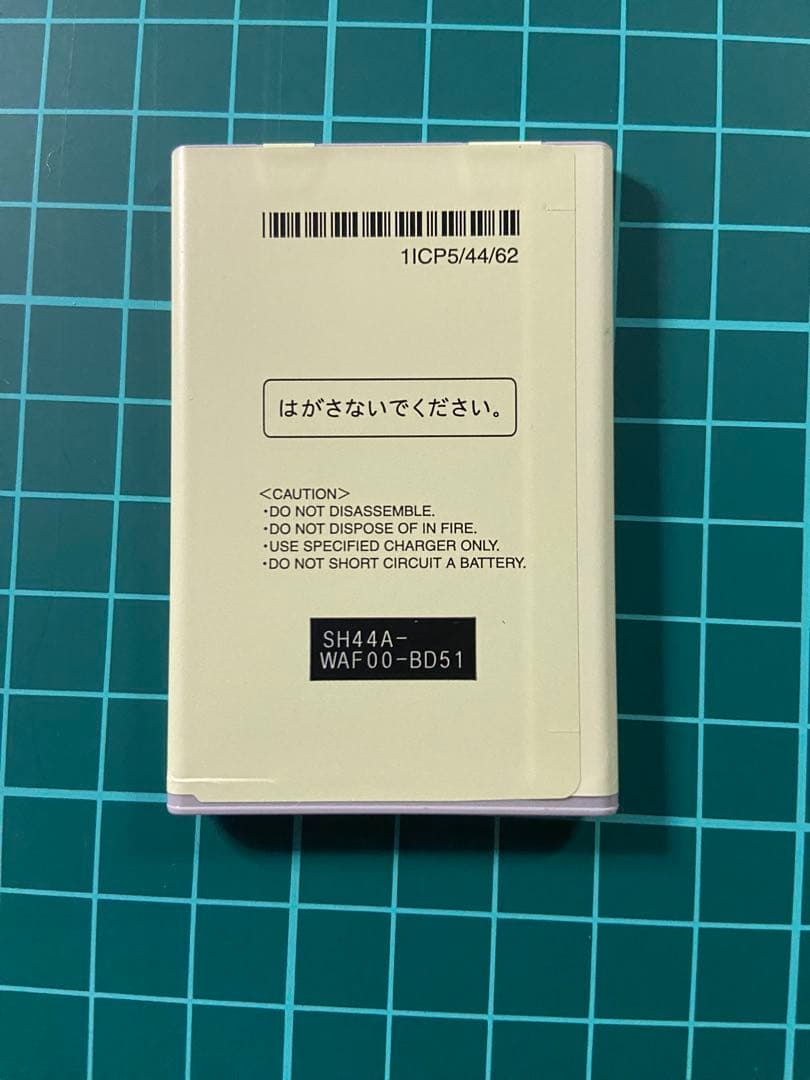 1ICP5/44/62
はがさないでください。
<CAUTION>
・DO NOT DISASSEMBLE.
・DO NOT DISPOSE OF IN FIRE.
・USE SPECIFIED CHARGER ONLY.
・DO NOT SHORT CIRCUIT A BATTERY.
SH44A-
WAF00-BD51